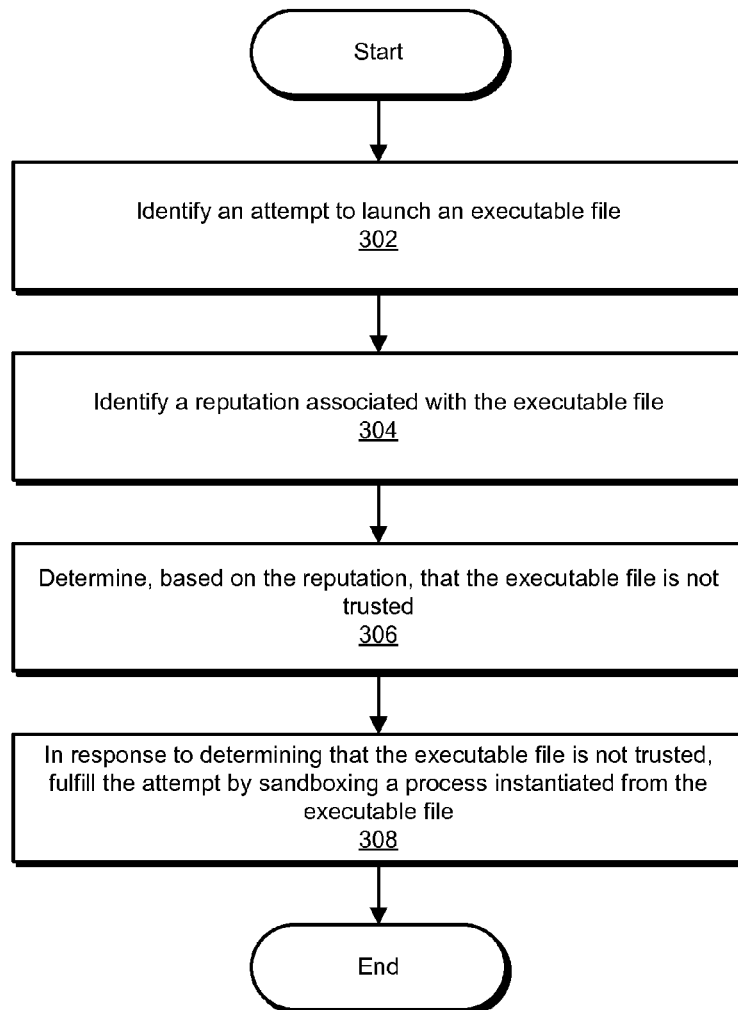 Start
Identify an attempt to launch an executable file
302
Identify a reputation associated with the executable file
304
Determine, based on the reputation, that the executable file is not
trusted
306
In response to determining that the executable file is not trusted,
fulfill the attempt by sandboxing a process instantiated from the
executable file
308
End